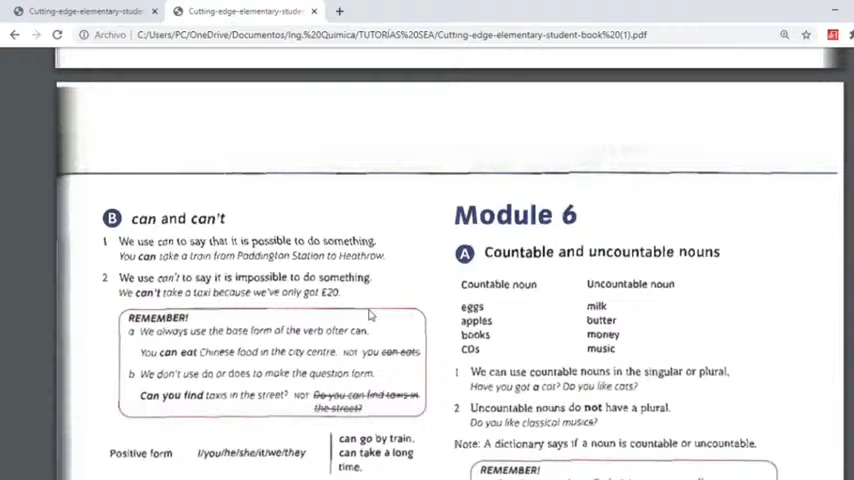 Cutting-edge-elementary-stude
Cutting-edge-elementary-stude
Archivo
C:/Users/PC/OneDrive/Documentos/Ing.%20Quimica/TUTORÍAS%20SEA/Cutting-edge-elementary-student-book%20(1).pdf
B can and can't
1 We use can to say that it is possible to do something.
You can take a train from Paddington Station to Heathrow.
2 We use can't to say it is impossible to do something.
We can't take a taxi because we've only got £20.
REMEMBER!
a We always use the base form of the verb after can.
You can eat Chinese food in the city centre. NOT you can eats
b We don't use do or does to make the question form.
Can you find taxis in the street? NOT Do you can find taxis in
the street?
Positive form
I/you/he/she/it/we/they
can go by train.
can take a long
time.
Module 6
A Countable and uncountable nouns
Countable noun Uncountable noun
eggs milk
apples butter
books money
CDs music
1 We can use countable nouns in the singular or plural.
Have you got a cat? Do you like cats?
2 Uncountable nouns do not have a plural.
Do you like classical musics?
Note: A dictionary says if a noun is countable or uncountable.
REMEMBER!